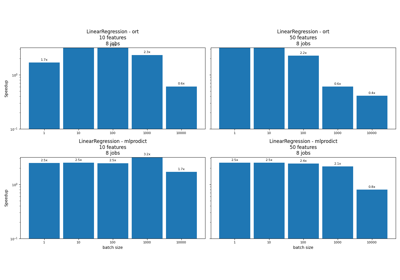 LinearRegression - ort
10 features
8 jobs
LinearRegression - ort
50 features
8 jobs
Speedup
10⁰
10⁻¹
1.7x
2.3x
0.6x
1
10
100
1000
10000
2.2x
0.6x
0.4x
1
10
100
1000
10000
LinearRegression - mlprodict
10 features
8 jobs
LinearRegression - mlprodict
50 features
8 jobs
Speedup
10⁰
10⁻¹
2.5x
2.5x
2.5x
1.7x
1
10
100
1000
10000
batch size
2.5x
2.5x
2.4x
2.1x
0.8x
1
10
100
1000
10000
batch size